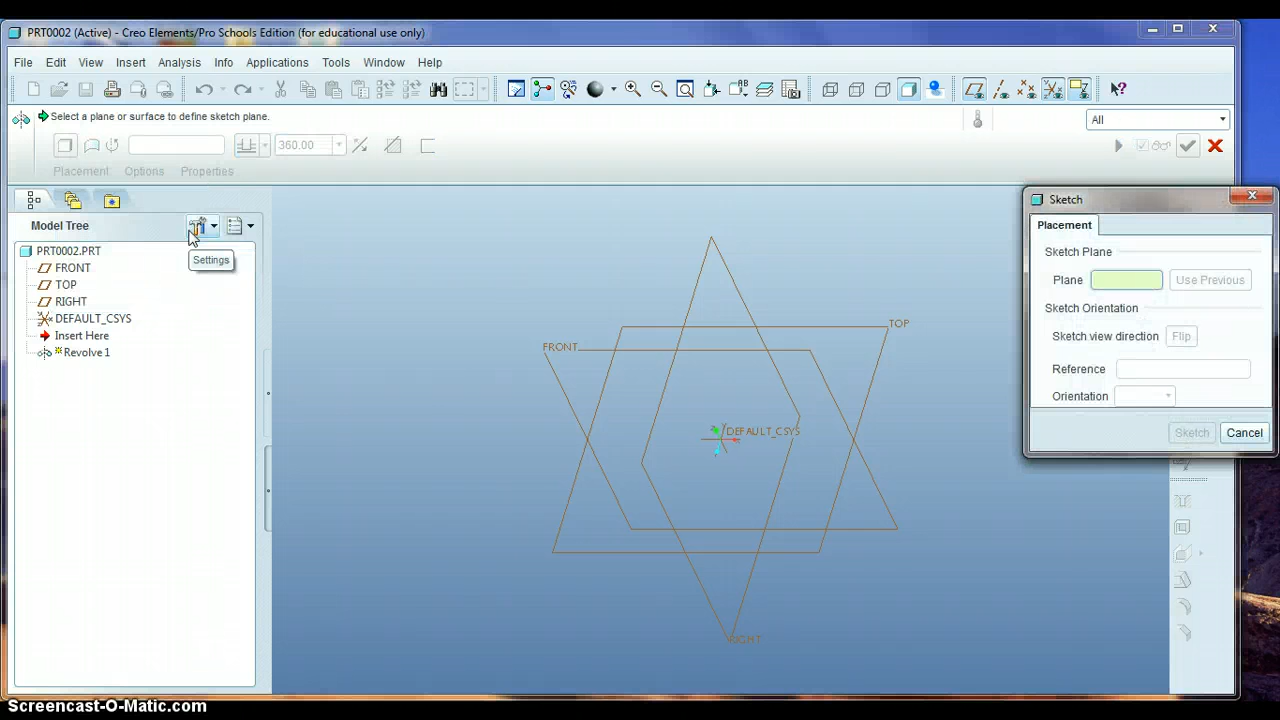 PRT0002 (Active) - Creo Elements/Pro Schools Edition (for educational use only)
File Edit View Insert Analysis Info Applications Tools Window Help
Select a plane or surface to define sketch plane.
All
360.00
Placement Options Properties
Model Tree
Settings
PRT0002.PRT
FRONT
TOP
RIGHT
DEFAULT_CSYS
Insert Here
Revolve 1
TOP
FRONT
DEFAULT_CSYS
RIGHT
Sketch
Placement
Sketch Plane
Plane Use Previous
Sketch Orientation
Sketch view direction Flip
Reference
Orientation
Sketch Cancel
Screencast-O-Matic.com